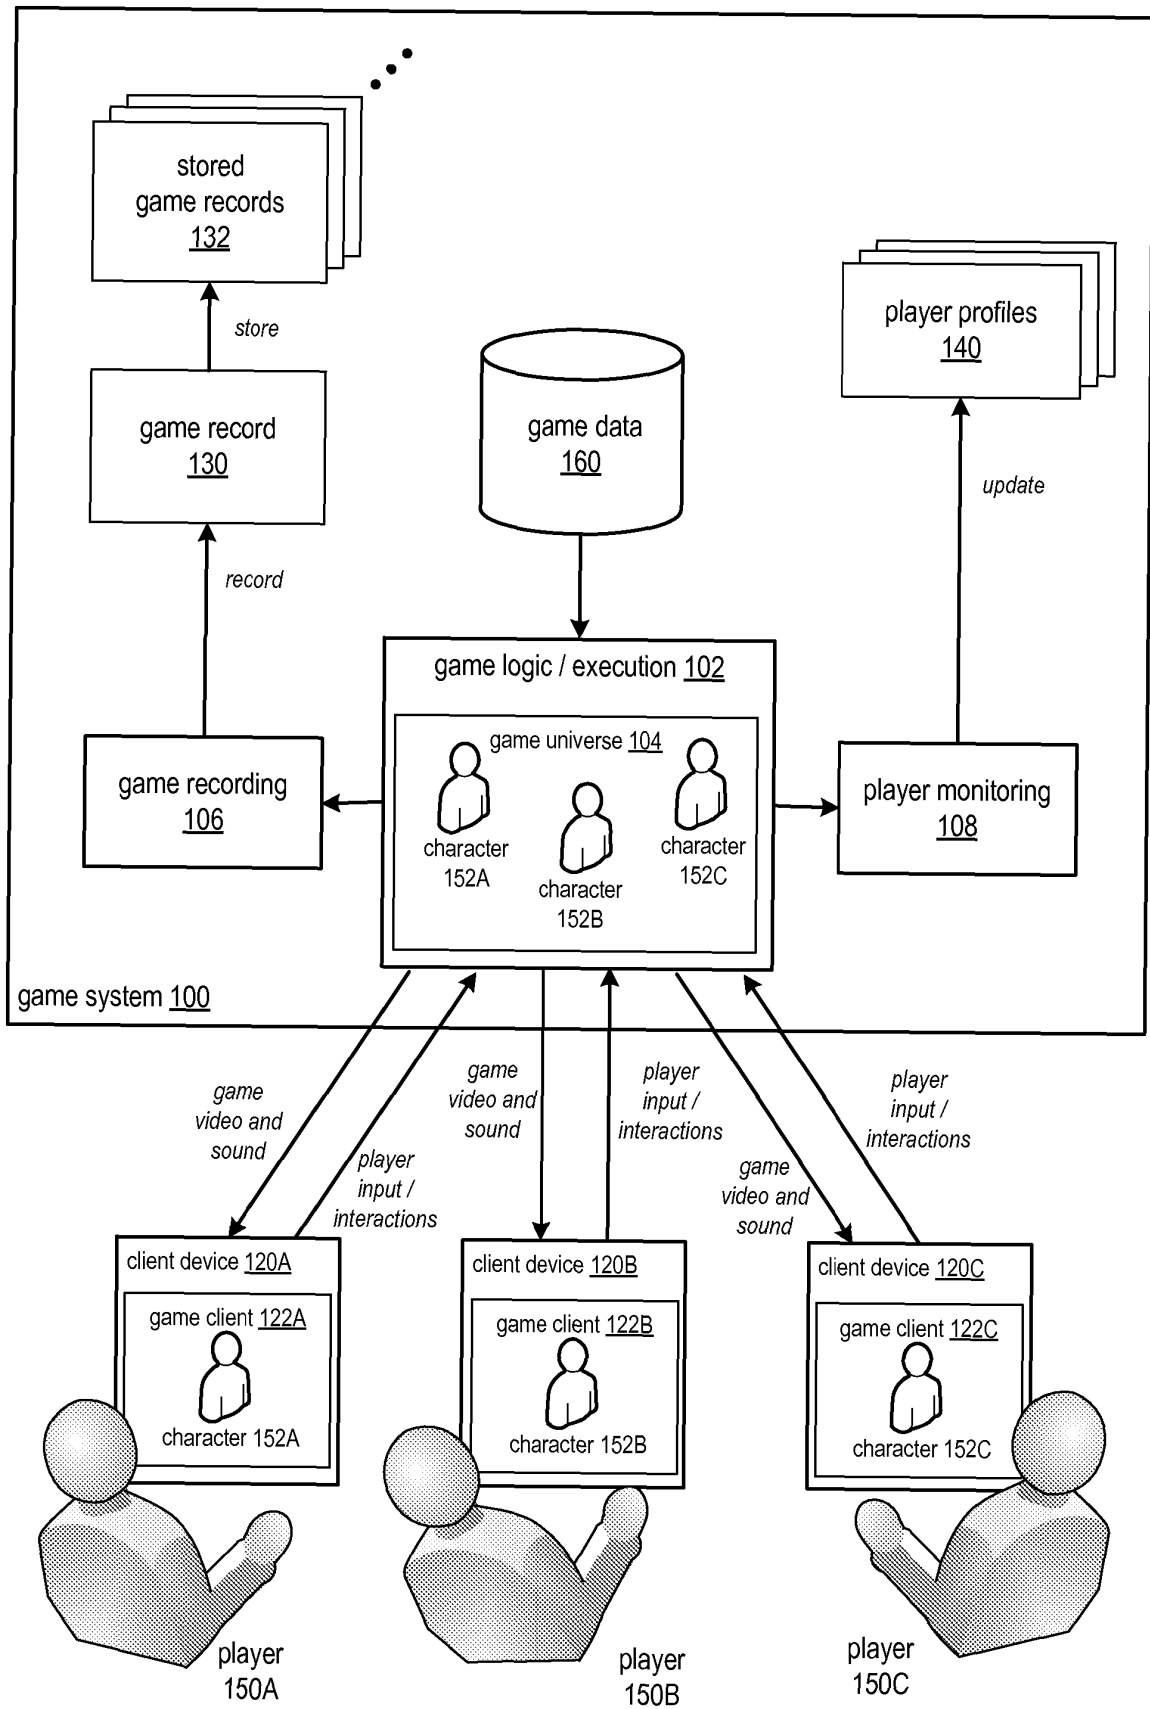 stored
game records
132
store
player profiles
140
game record
130
game data
160
update
record
game logic / execution 102
game universe 104
game recording
106
player monitoring
108
character
152A
character
152B
character
152C
game system 100
game
video and
sound
player
input /
interactions
game
video and
sound
player
input /
interactions
game
video and
sound
player
input /
interactions
client device 120A
game client 122A
character 152A
client device 120B
game client 122B
character 152B
client device 120C
game client 122C
character 152C
player
150A
player
150B
player
150C